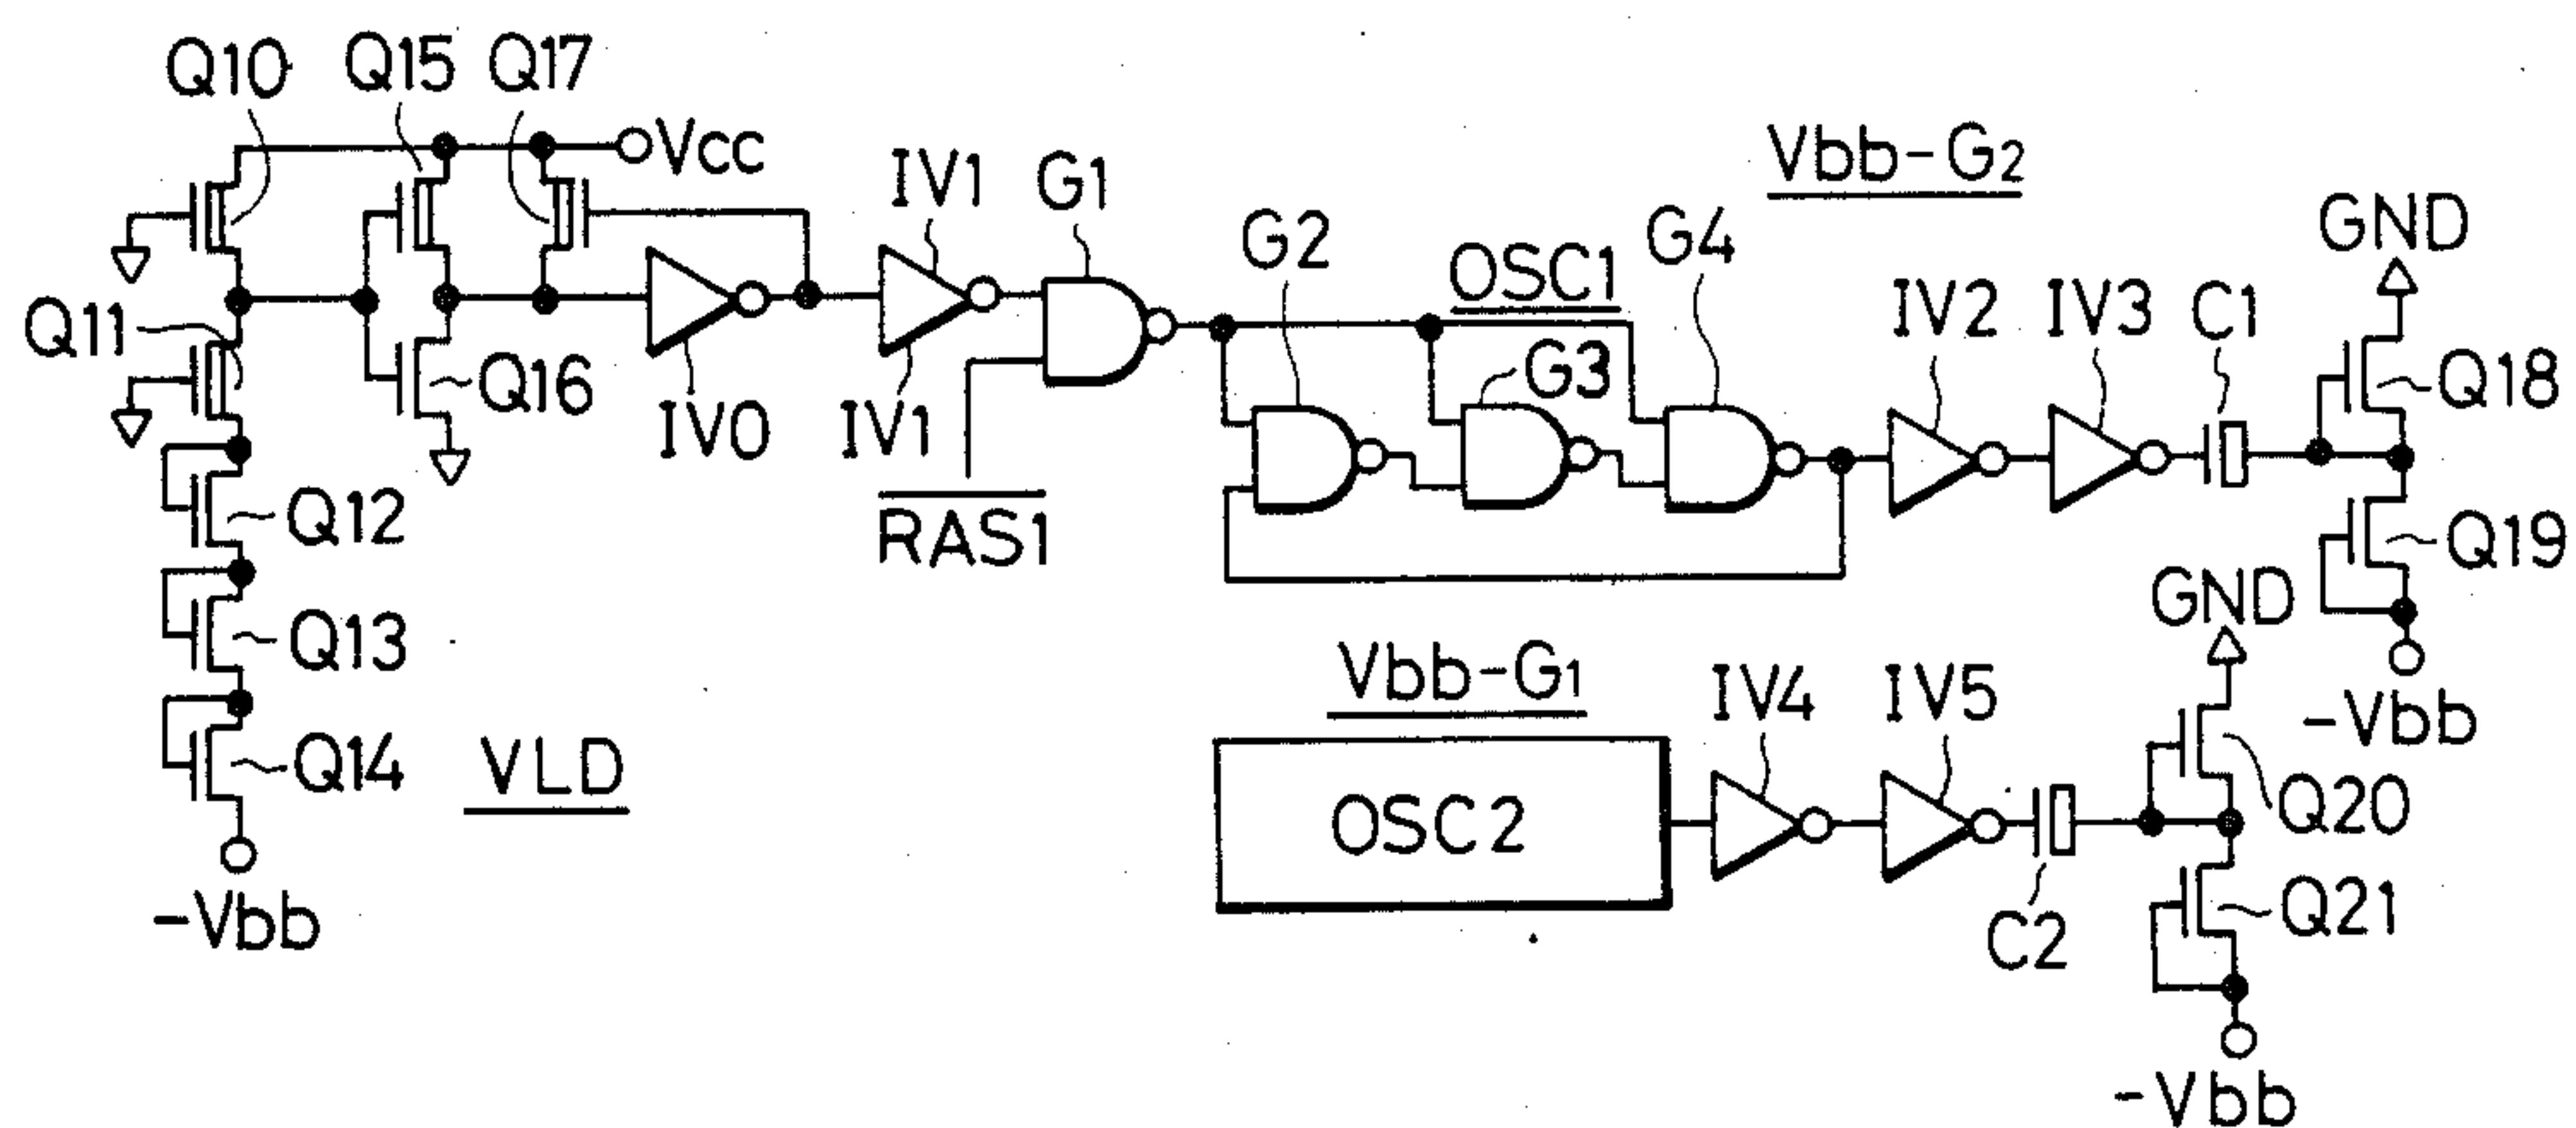 Q10
Q15
Q17
Vcc
IV1
G1
Vbb-G2
GND
G2
OSC1
G4
Q11
Q16
IV0
IV1
G3
IV2
IV3
C1
Q18
Q12
RAS1
Q19
GND
Q13
Vbb-G1
IV4
IV5
-Vbb
Q14
VLD
OSC2
Q20
-Vbb
C2
Q21
-Vbb